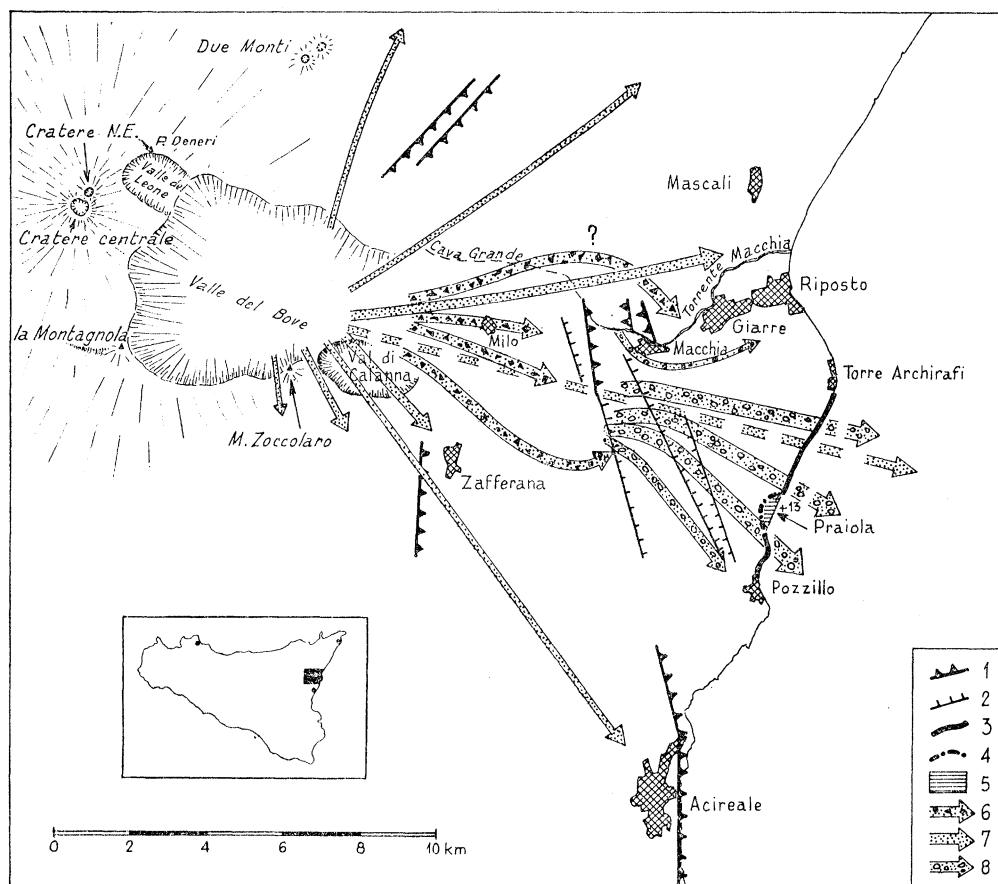 Due Monti
Cratere N.E.
P. Deneri
Valle del
Leone
Cratere centrale
Mascali
?
Cava Grande
Torrente Macchia
Valle del Bove
Riposto
la Montagnola
Milo
Giarre
Macchia
Val di
Calanna
Torre Archirafi
M. Zoccolaro
Zafferana
+13
Praiola
Pozzillo
Acireale
1
2
3
4
5
6
7
8
0 2 4 6 8 10 km